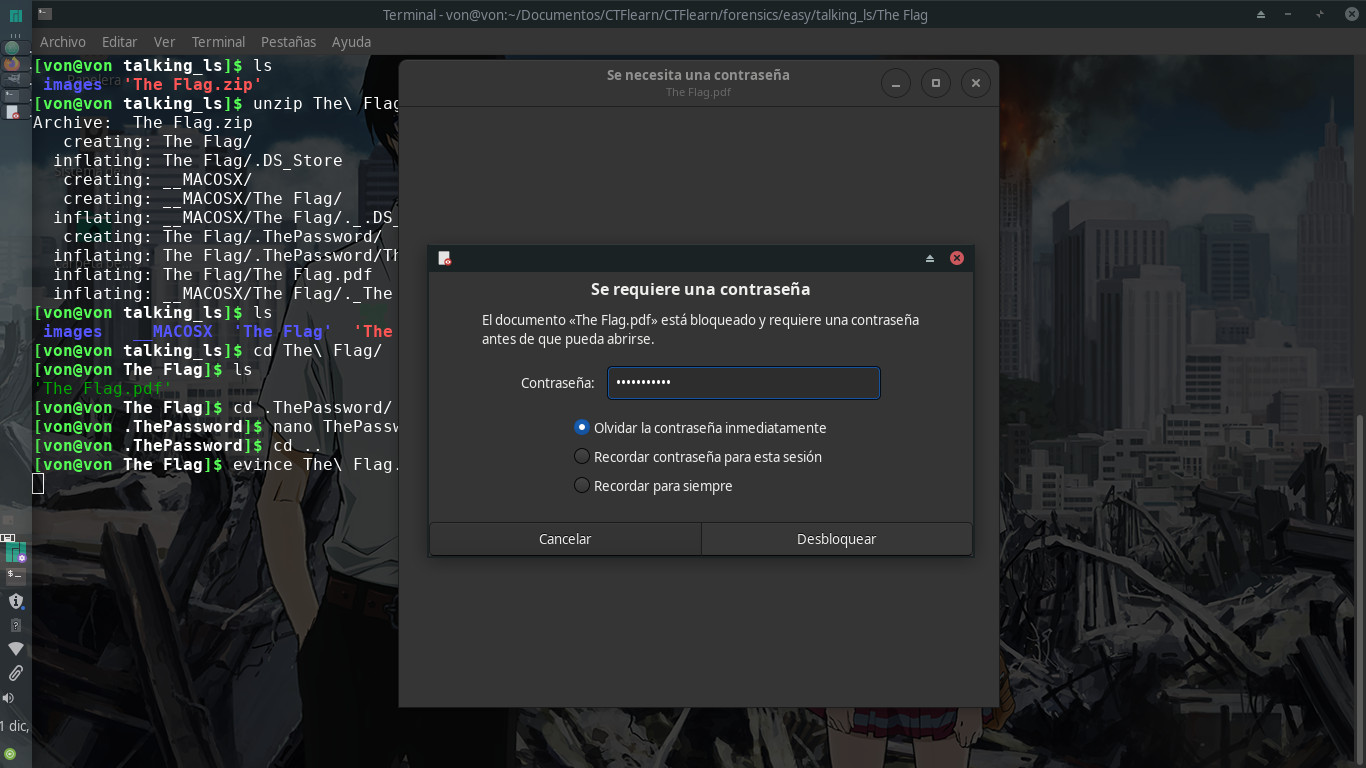 Terminal - von@von:~/Documentos/CTFlearn/CTFlearn/forensics/easy/talking_ls/The Flag
Archivo Editar Ver Terminal Pestañas Ayuda
[von@von talking_ls]$ ls
images 'The Flag.zip'
[von@von talking_ls]$ unzip The\ Flag
Archive: The Flag.zip
creating: The Flag/
inflating: The Flag/.DS_Store
creating: __MACOSX/
creating: __MACOSX/The Flag/
inflating: __MACOSX/The Flag/._.DS_
creating: The Flag/.ThePassword/
inflating: The Flag/.ThePassword/Th
inflating: The Flag/The Flag.pdf
inflating: __MACOSX/The Flag/._The
[von@von talking_ls]$ ls
images __MACOSX 'The Flag' 'The
[von@von talking_ls]$ cd The\ Flag/
[von@von The Flag]$ ls
'The Flag.pdf'
[von@von The Flag]$ cd .ThePassword/
[von@von .ThePassword]$ nano ThePassw
[von@von .ThePassword]$ cd ..
[von@von The Flag]$ evince The\ Flag.
Papelera
Se necesita una contraseña
The Flag.pdf
Se requiere una contraseña
El documento «The Flag.pdf» está bloqueado y requiere una contraseña
antes de que pueda abrirse.
Contraseña: •••••••••••
Olvidar la contraseña inmediatamente
Recordar contraseña para esta sesión
Recordar para siempre
Cancelar Desbloquear
1 dic,